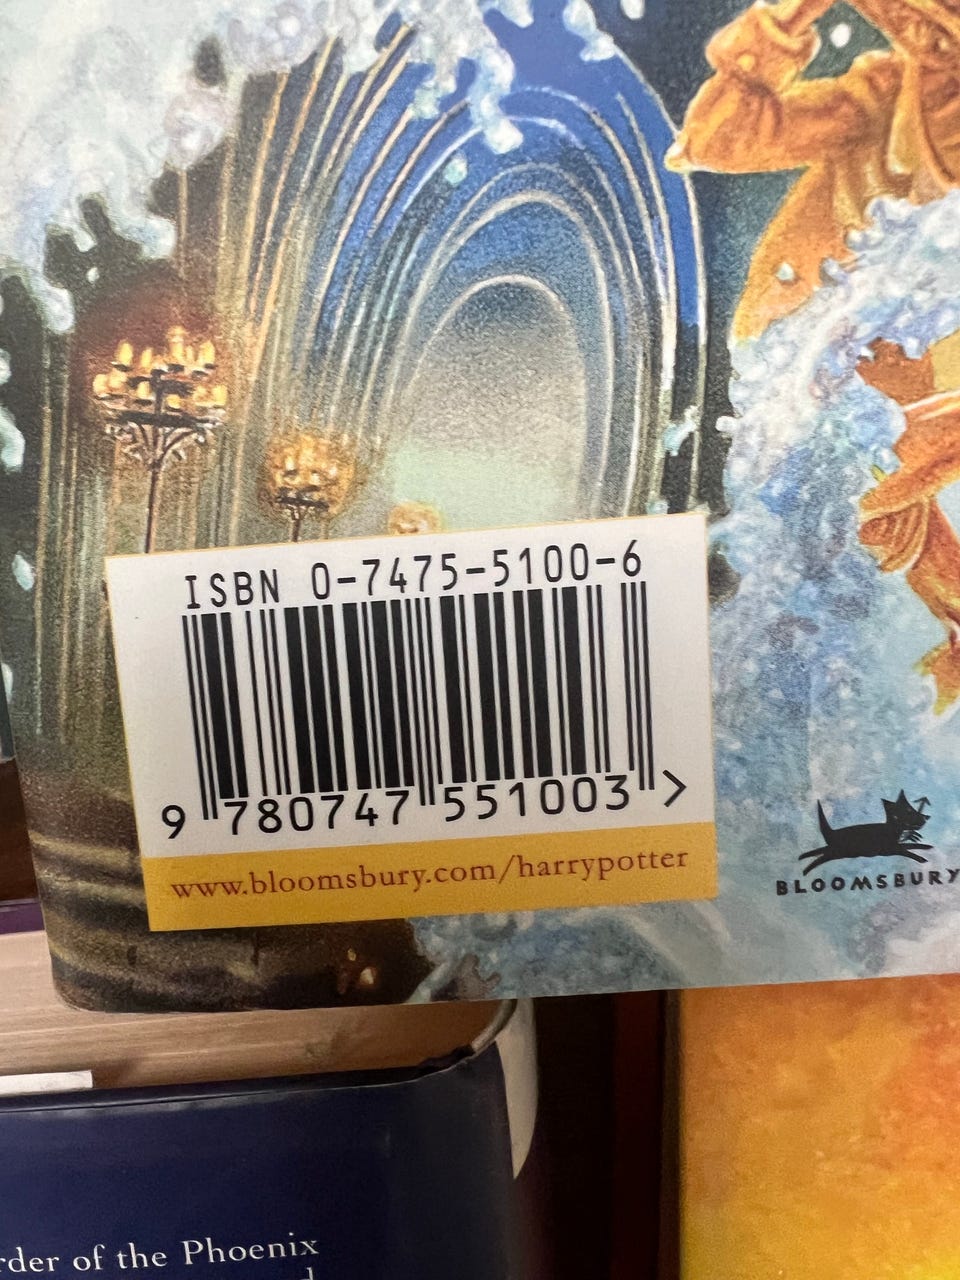 ISBN 0-7475-5100-6
9 780747 551003 >
www.bloomsbury.com/harrypotter
BLOOMSBURY
rder of the Phoenix